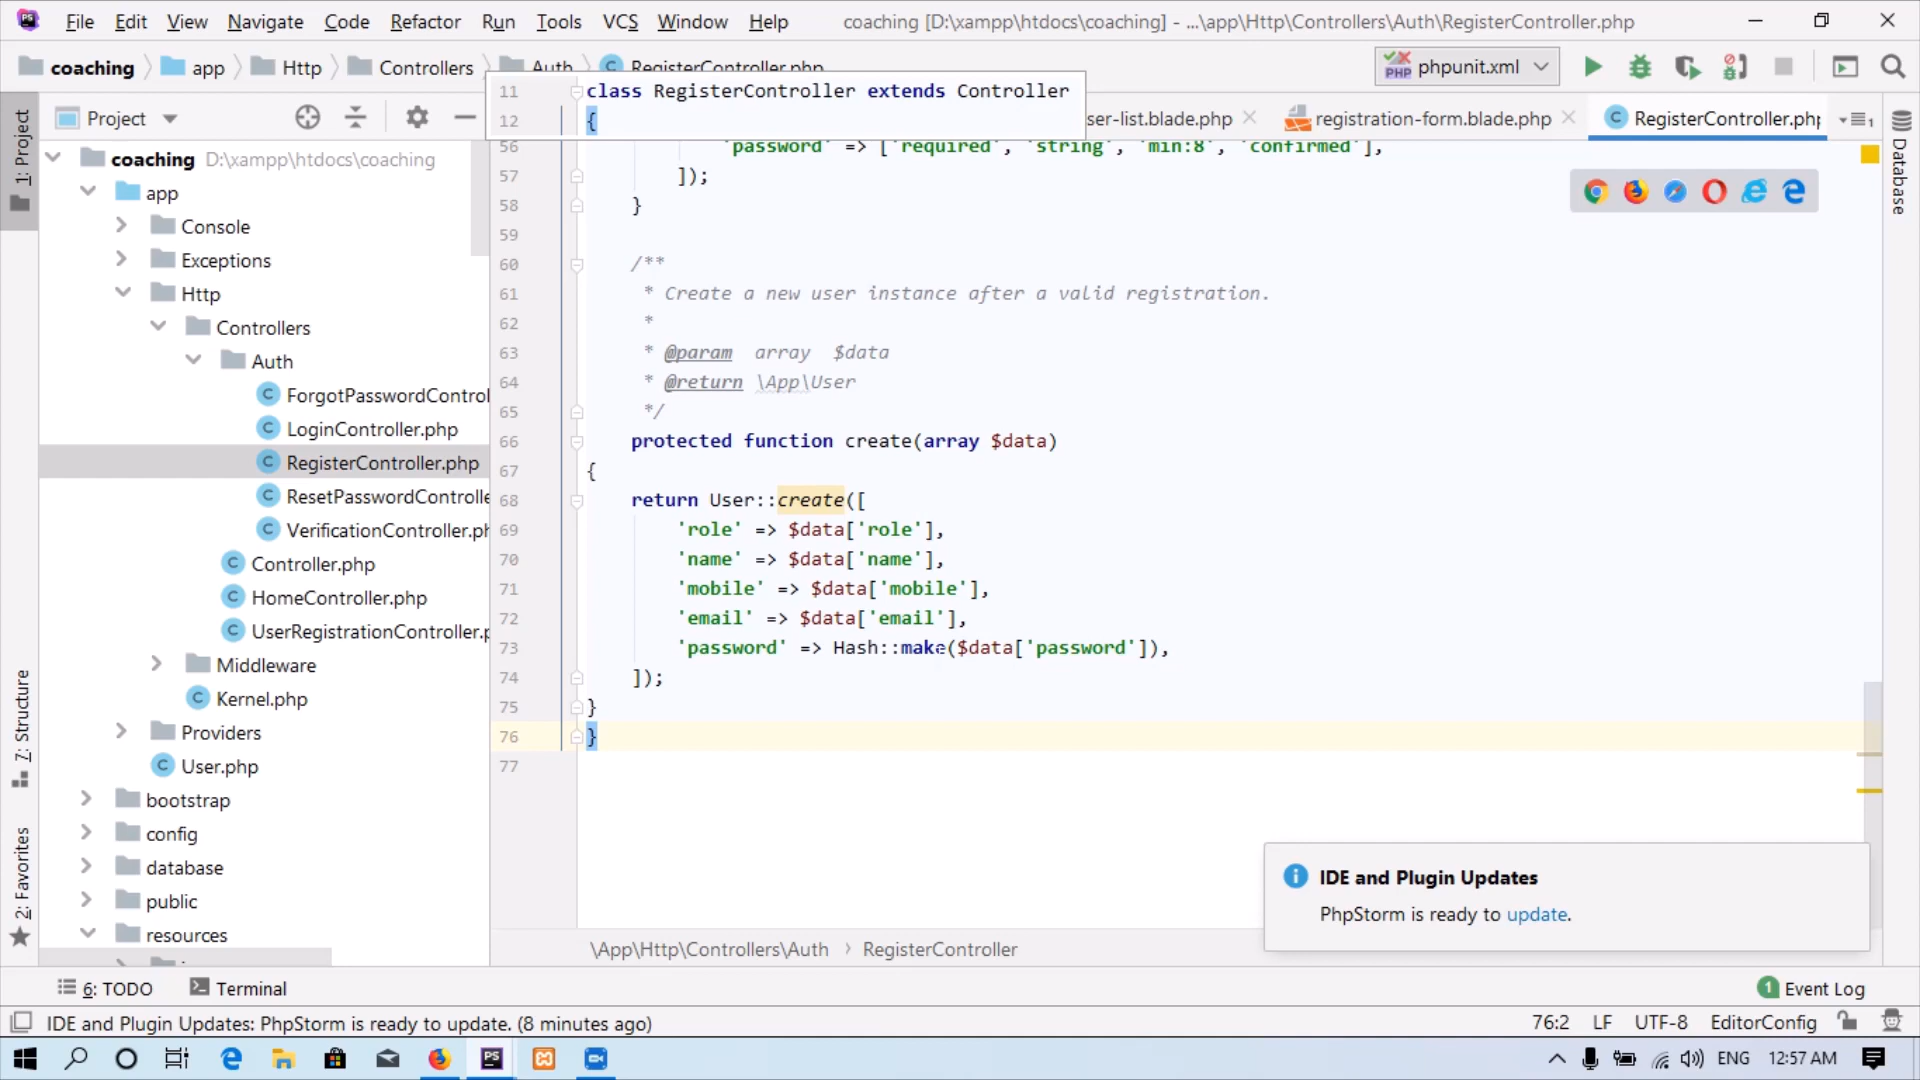 File Edit View Navigate Code Refactor Run Tools VCS Window Help coaching [D:\xampp\htdocs\coaching] - ...\app\Http\Controllers\Auth\RegisterController.php
coaching app Http Controllers Auth RegisterController.php phpunit.xml
11 class RegisterController extends Controller
12 {
Project ser-list.blade.php registration-form.blade.php RegisterController.php
1: Project
Database
7: Structure
2: Favorites
coaching D:\xampp\htdocs\coaching
app
Console
Exceptions
Http
Controllers
Auth
ForgotPasswordControl
LoginController.php
RegisterController.php
ResetPasswordControlle
VerificationController.ph
Controller.php
HomeController.php
UserRegistrationController.p
Middleware
Kernel.php
Providers
User.php
bootstrap
config
database
public
resources
56 'password' => ['required', 'string', 'min:8', 'confirmed'],
57 ]);
58 }
59
60 /**
61 * Create a new user instance after a valid registration.
62 *
63 * @param array $data
64 * @return \App\User
65 */
66 protected function create(array $data)
67 {
68 return User::create([
69 'role' => $data['role'],
70 'name' => $data['name'],
71 'mobile' => $data['mobile'],
72 'email' => $data['email'],
73 'password' => Hash::make($data['password']),
74 ]);
75 }
76 }
77
IDE and Plugin Updates
PhpStorm is ready to update.
\App\Http\Controllers\Auth › RegisterController
6: TODO Terminal 1 Event Log
IDE and Plugin Updates: PhpStorm is ready to update. (8 minutes ago) 76:2 LF UTF-8 EditorConfig
ENG 12:57 AM